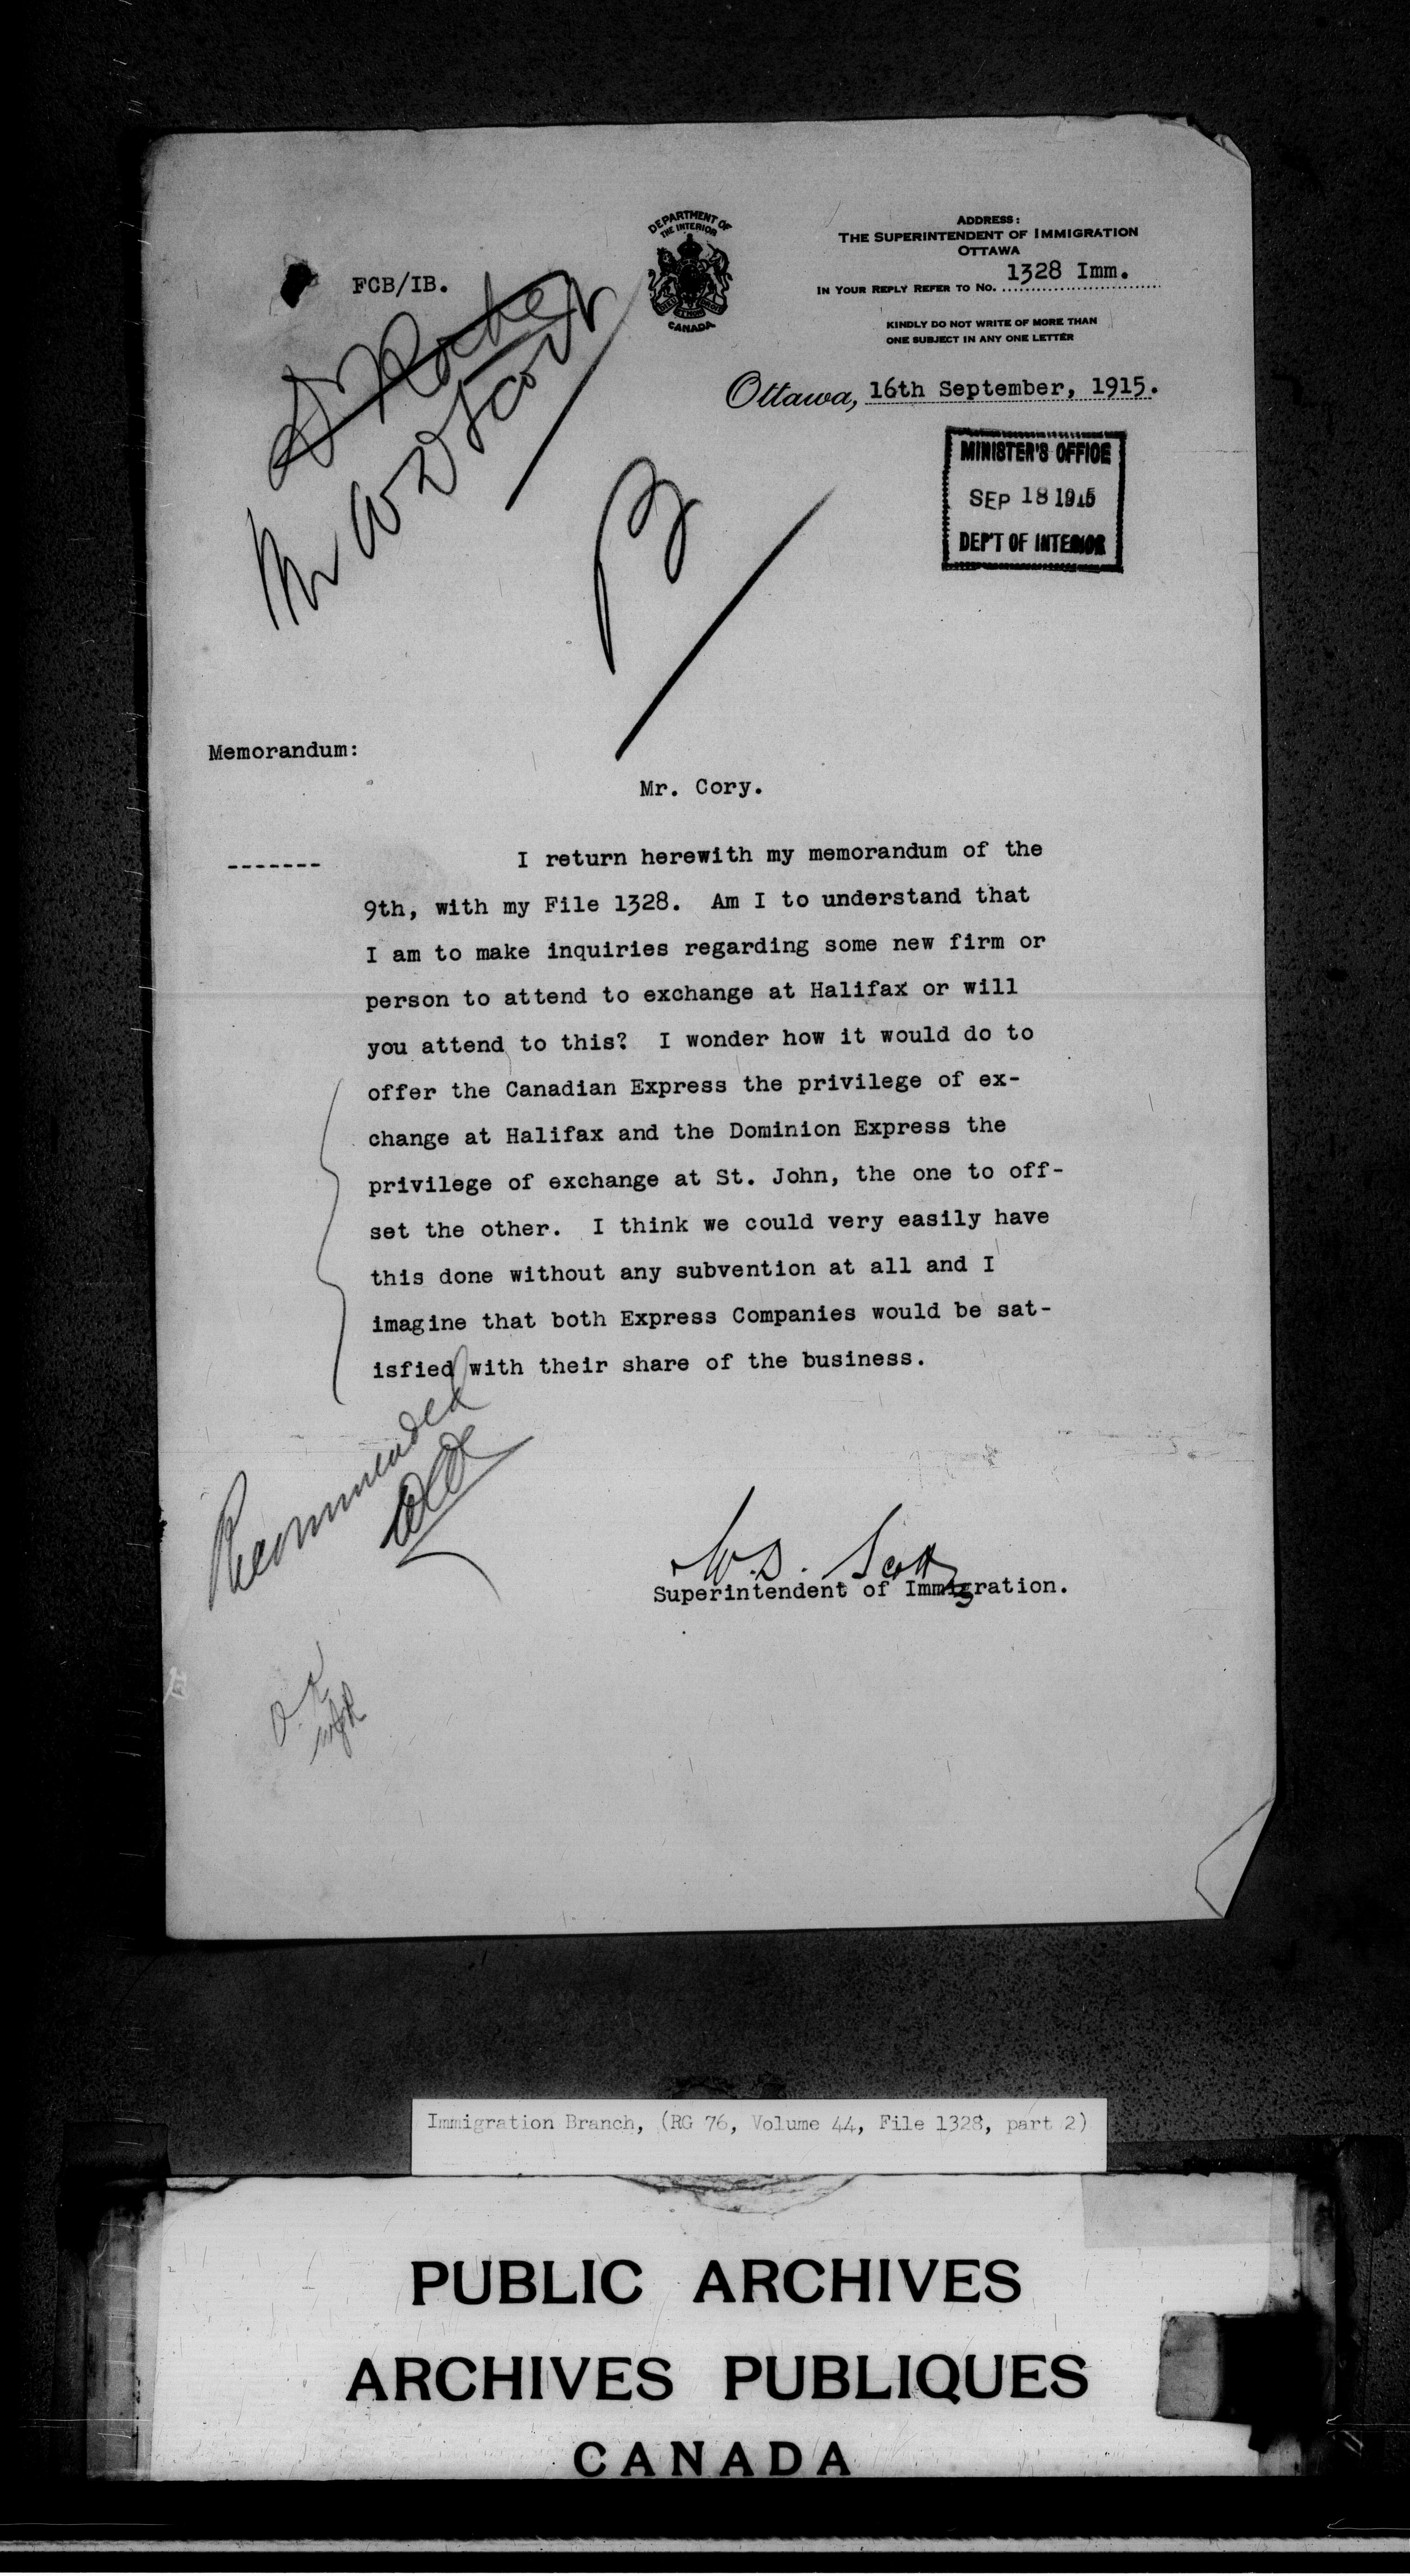 DEPARTMENT OF
THE INTERIOR
CANADA
ADDRESS:
THE SUPERINTENDENT OF IMMIGRATION
OTTAWA
FCB/IB.
1328 Imm.
IN YOUR REPLY REFER TO NO.
KINDLY DO NOT WRITE OF MORE THAN
ONE SUBJECT IN ANY ONE LETTER
Ottawa, 16th September, 1915.
Mr W D Scott
MINISTER'S OFFICE
SEP 18 1915
DEP'T OF INTERIOR
Memorandum:
Mr. Cory.
-------
I return herewith my memorandum of the
9th, with my File 1328. Am I to understand that
I am to make inquiries regarding some new firm or
person to attend to exchange at Halifax or will
you attend to this? I wonder how it would do to
offer the Canadian Express the privilege of ex-
change at Halifax and the Dominion Express the
privilege of exchange at St. John, the one to off-
set the other. I think we could very easily have
this done without any subvention at all and I
imagine that both Express Companies would be sat-
isfied with their share of the business.
Recommended
W.D. Scott
Superintendent of Immigration.
Immigration Branch, (RG 76, Volume 44, File 1328, part 2)
PUBLIC ARCHIVES
ARCHIVES PUBLIQUES
CANADA